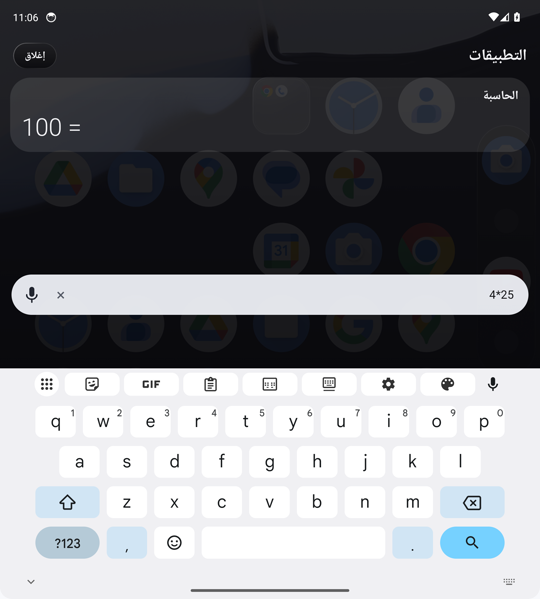 11:06
التطبيقات
إغلاق
الحاسبة
100 =
31
4*25
GIF
q 1 w 2 e 3 r 4 t 5 y 6 u 7 i 8 o 9 p 0
a s d f g h j k l
z x c v b n m
?123 , .